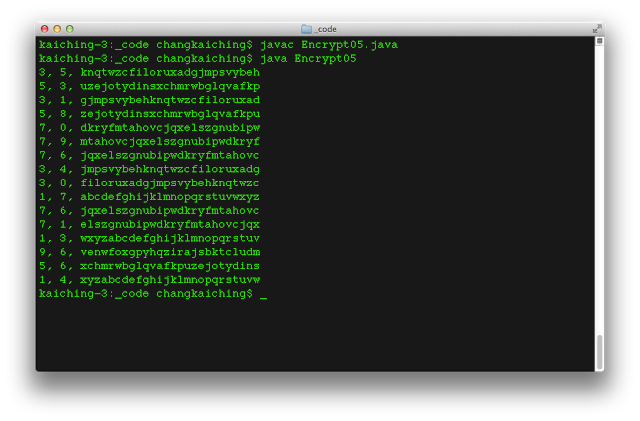 _code
kaiching-3:_code changkaiching$ javac Encrypt05.java
kaiching-3:_code changkaiching$ java Encrypt05
3, 5, knqtwzcfiloruxadgjmpsvybeh
5, 3, uzejotydinsxchmrwbglqvafkp
3, 1, gjmpsvybehknqtwzcfiloruxad
5, 8, zejotydinsxchmrwbglqvafkpu
7, 0, dkryfmtahovcjqxelszgnubipw
7, 9, mtahovcjqxelszgnubipwdkryf
7, 6, jqxelszgnubipwdkryfmtahovc
3, 4, jmpsvybehknqtwzcfiloruxadg
3, 0, filoruxadgjmpsvybehknqtwzc
1, 7, abcdefghijklmnopqrstuvwxyz
7, 6, jqxelszgnubipwdkryfmtahovc
7, 1, elszgnubipwdkryfmtahovcjqx
1, 3, wxyzabcdefghijklmnopqrstuv
9, 6, venwfoxgpyhqzirajsbktcludm
5, 6, xchmrwbglqvafkpuzejotydins
1, 4, xyzabcdefghijklmnopqrstuvw
kaiching-3:_code changkaiching$ _